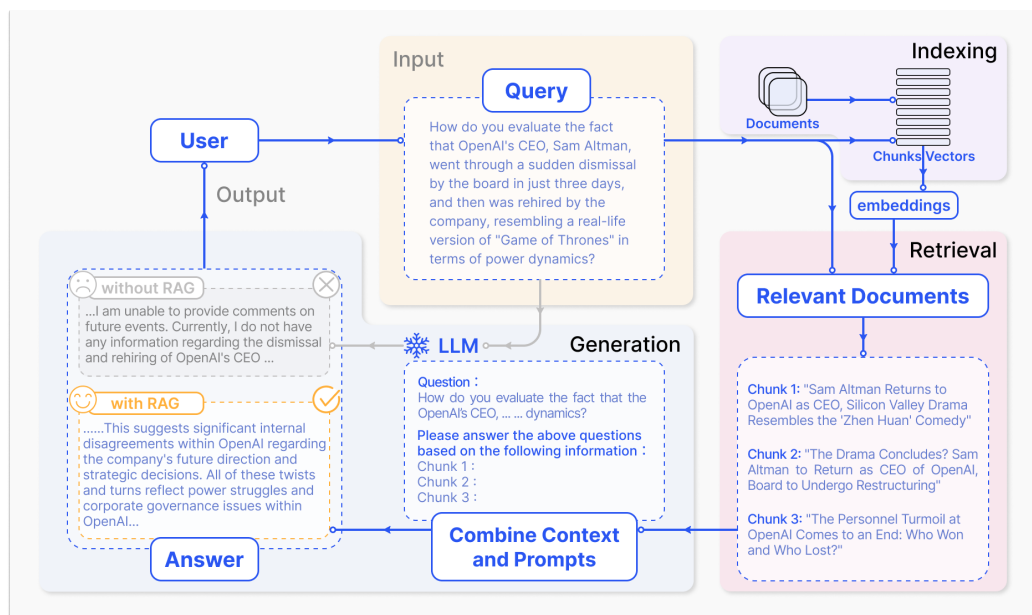 Input
Query
How do you evaluate the fact
that OpenAI's CEO, Sam Altman,
went through a sudden dismissal
by the board in just three days,
and then was rehired by the
company, resembling a real-life
version of "Game of Thrones" in
terms of power dynamics?
Indexing
Documents
Chunks Vectors
embeddings
User
Output
Retrieval
Relevant Documents
Chunk 1: "Sam Altman Returns to
OpenAI as CEO, Silicon Valley Drama
Resembles the 'Zhen Huan' Comedy"
Chunk 2: "The Drama Concludes? Sam
Altman to Return as CEO of OpenAI,
Board to Undergo Restructuring"
Chunk 3: "The Personnel Turmoil at
OpenAI Comes to an End: Who Won
and Who Lost?"
LLM
Generation
Question :
How do you evaluate the fact that the
OpenAI's CEO, ... ... dynamics?
Please answer the above questions
based on the following information :
Chunk 1 :
Chunk 2 :
Chunk 3 :
Combine Context
and Prompts
without RAG
...I am unable to provide comments on
future events. Currently, I do not have
any information regarding the dismissal
and rehiring of OpenAI's CEO ...
with RAG
......This suggests significant internal
disagreements within OpenAI regarding
the company's future direction and
strategic decisions. All of these twists
and turns reflect power struggles and
corporate governance issues within
OpenAI...
Answer